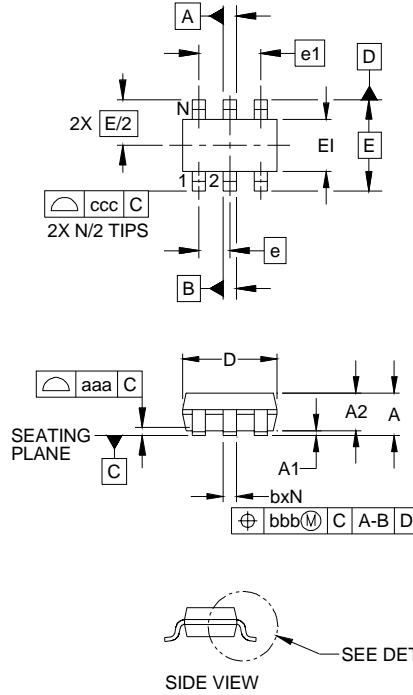 A
e1
D
N
2X E/2
EI
E
1 2
ccc C
2X N/2 TIPS
e
B
D
aaa C
A2 A
SEATING
PLANE
C
A1
bxN
bbb Ⓜ C A-B D
SEE DET
SIDE VIEW